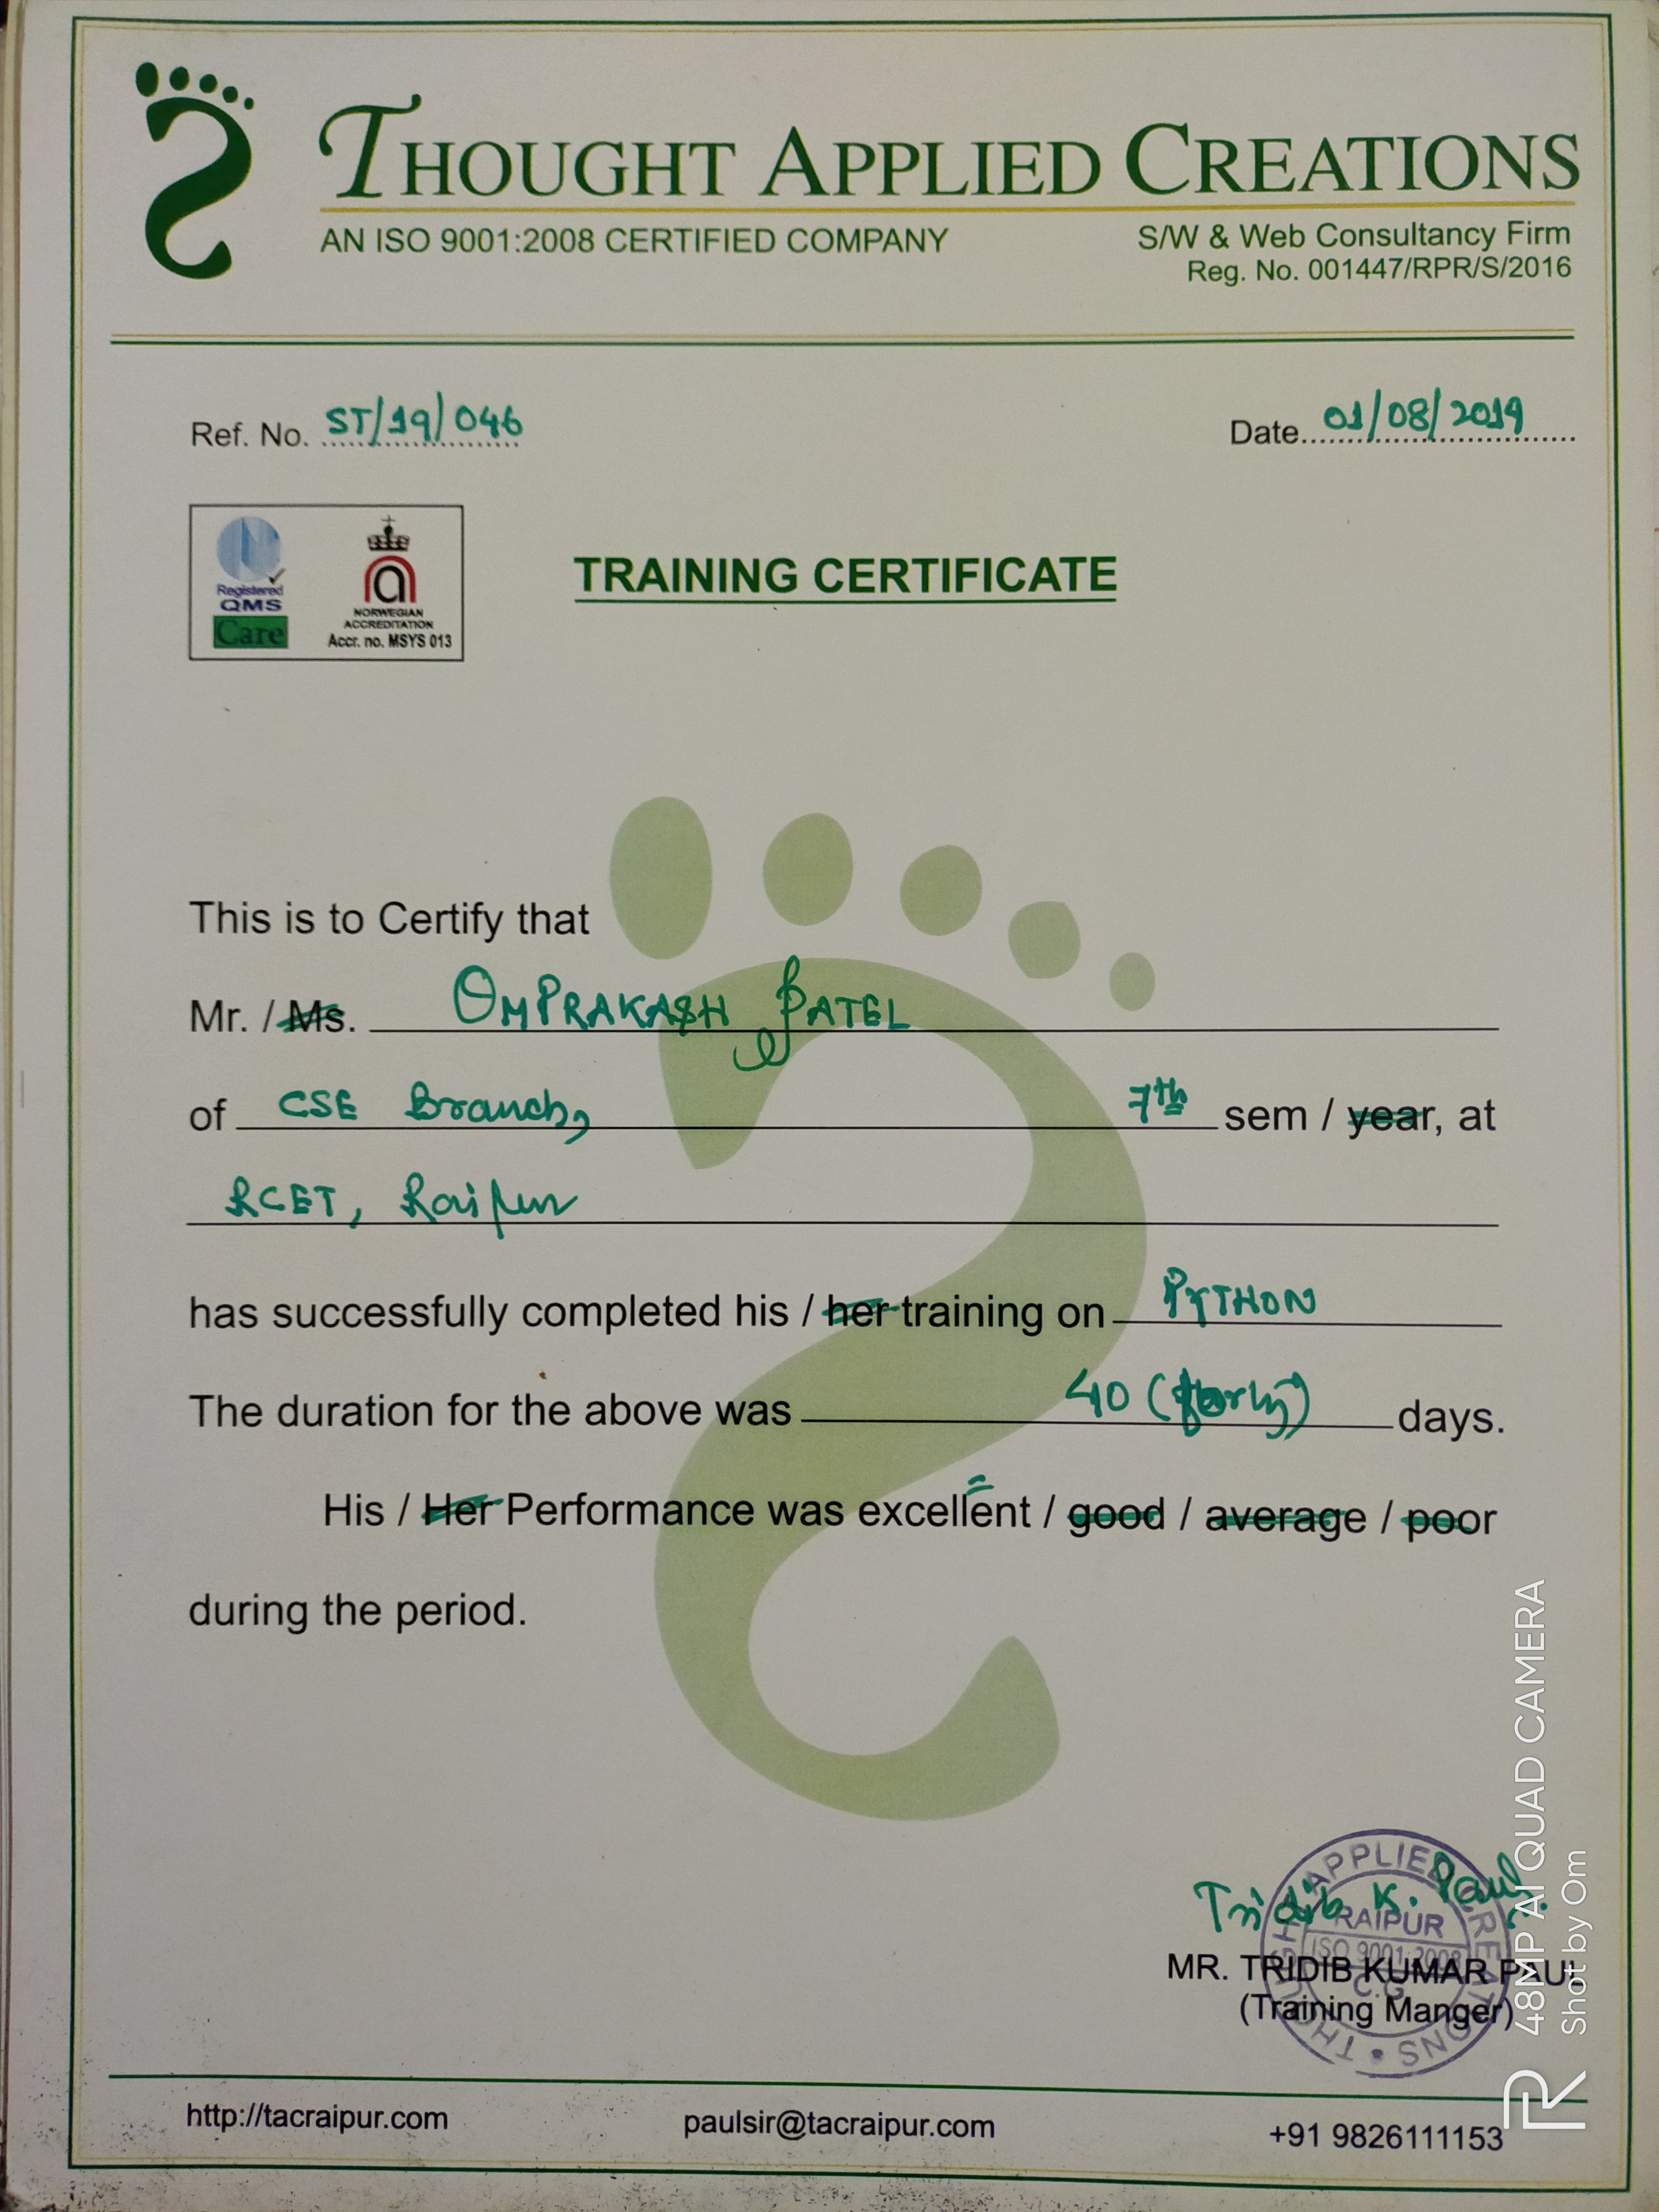 THOUGHT APPLIED CREATIONS
AN ISO 9001:2008 CERTIFIED COMPANY
S/W & Web Consultancy Firm
Reg. No. 001447/RPR/S/2016
Ref. No. ST/19/046
Date 01/08/2019
Registered
QMS
Care
NORWEGIAN
ACCREDITATION
Accr. no. MSYS 013
TRAINING CERTIFICATE
This is to Certify that
Mr. / Ms. OMPRAKASH PATEL
of CSE Branch, 7th sem / year, at
RCET, Raipur
has successfully completed his / her training on PYTHON
The duration for the above was 40 (forty) days.
His / Her Performance was excellent / good / average / poor
during the period.
Tridib K. Paul
THOUGHT APPLIED CREATIONS
RAIPUR
ISO 9001:2008
C.G
MR. TRIDIB KUMAR PAUL
(Training Manger)
http://tacraipur.com
paulsir@tacraipur.com
+91 9826111153
R
48MP AI QUAD CAMERA
Shot by Om